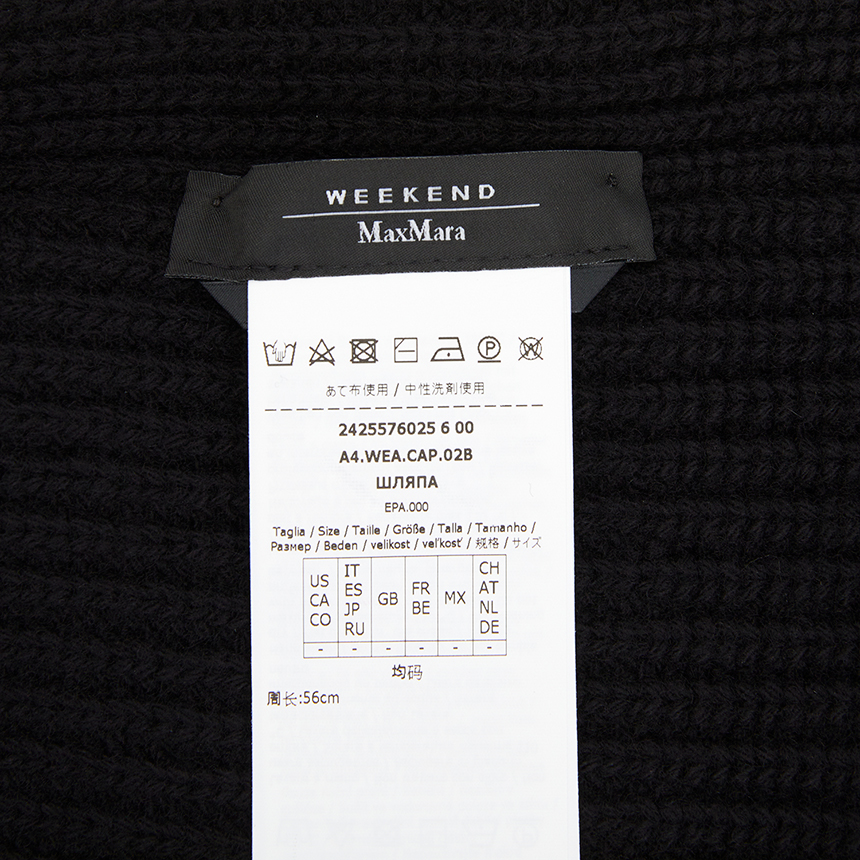 WEEKEND
MaxMara
P W
あて布使用 / 中性洗剤使用
2425576025 6 00
A4.WEA.CAP.02B
ШЛЯПА
EPA.000
Taglia / Size / Taille / Größe / Talla / Tamanho /
Размер / Beden / velikost / veľkosť / 规格 / サイズ
US CA CO IT ES JP RU GB FR BE MX CH AT NL DE
- - - - - -
均码
周长:56cm